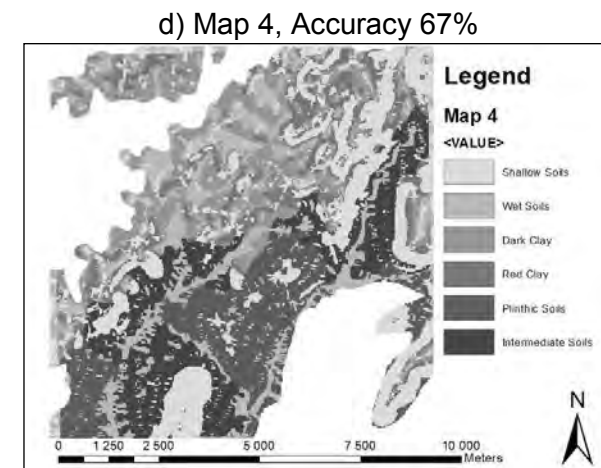 d) Map 4, Accuracy 67%
Legend
Map 4
<VALUE>
Shallow Soils
Wet Soils
Dark Clay
Red Clay
Plinthic Soils
Intermediate Soils
N
0 1 250 2 500 5 000 7 500 10 000
Meters